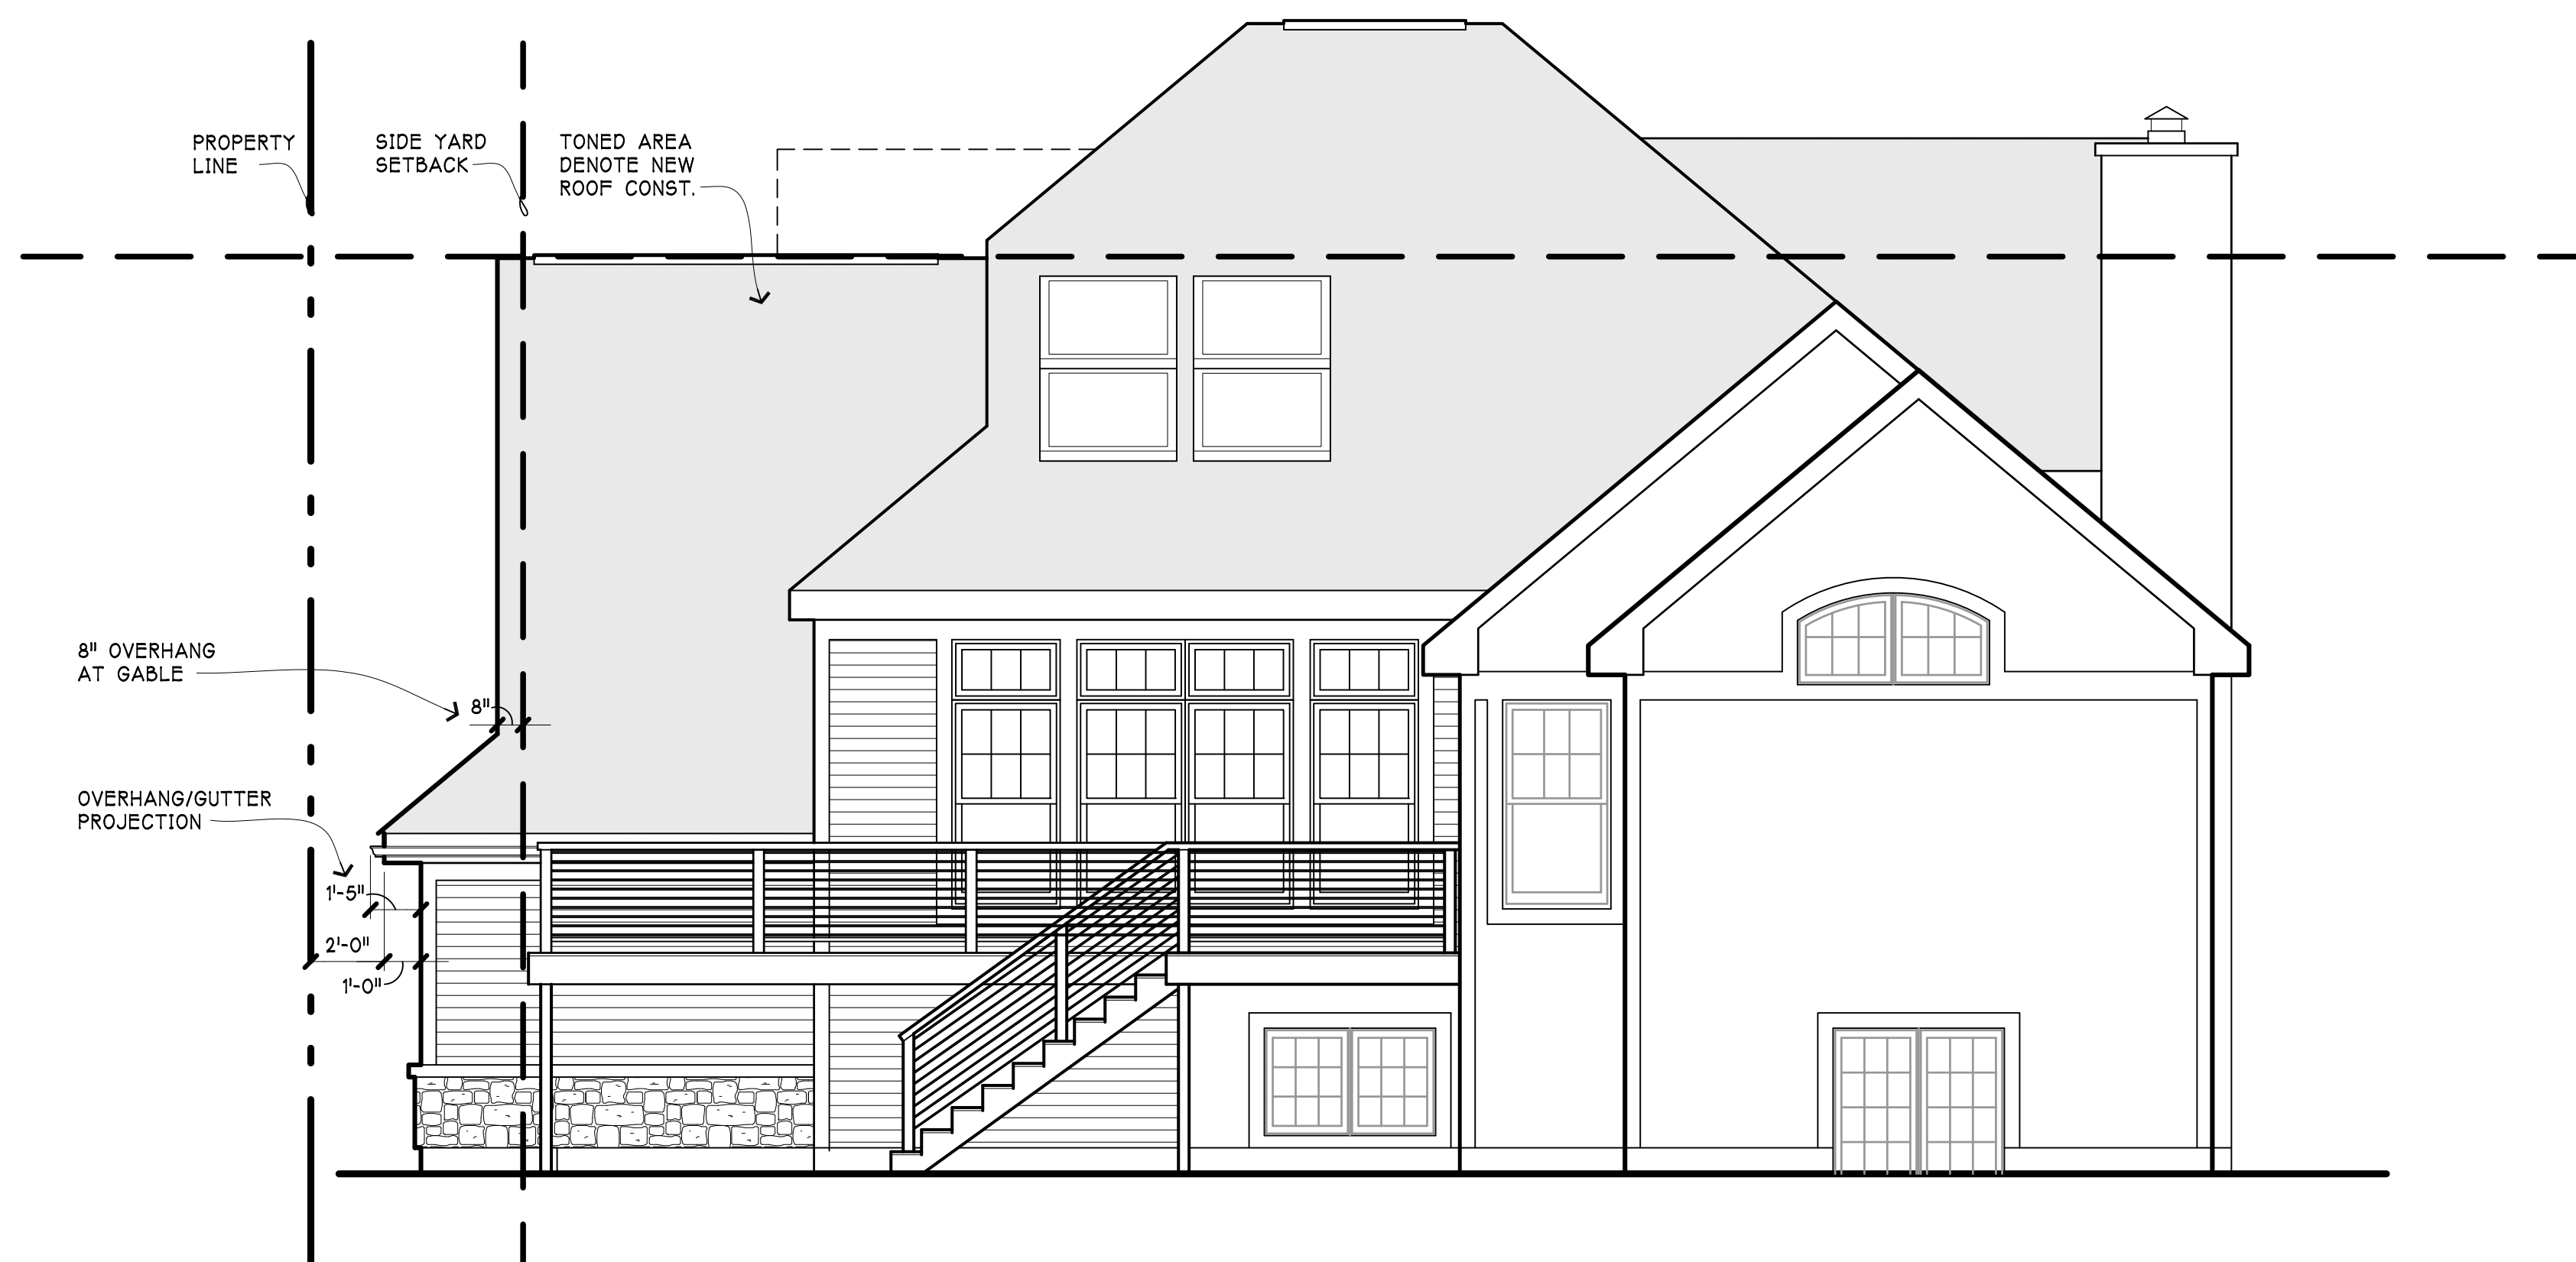 PROPERTY
LINE
SIDE YARD
SETBACK
TONED AREA
DENOTE NEW
ROOF CONST.
8" OVERHANG
AT GABLE
8"
OVERHANG/GUTTER
PROJECTION
1'-5"
2'-0"
1'-0"